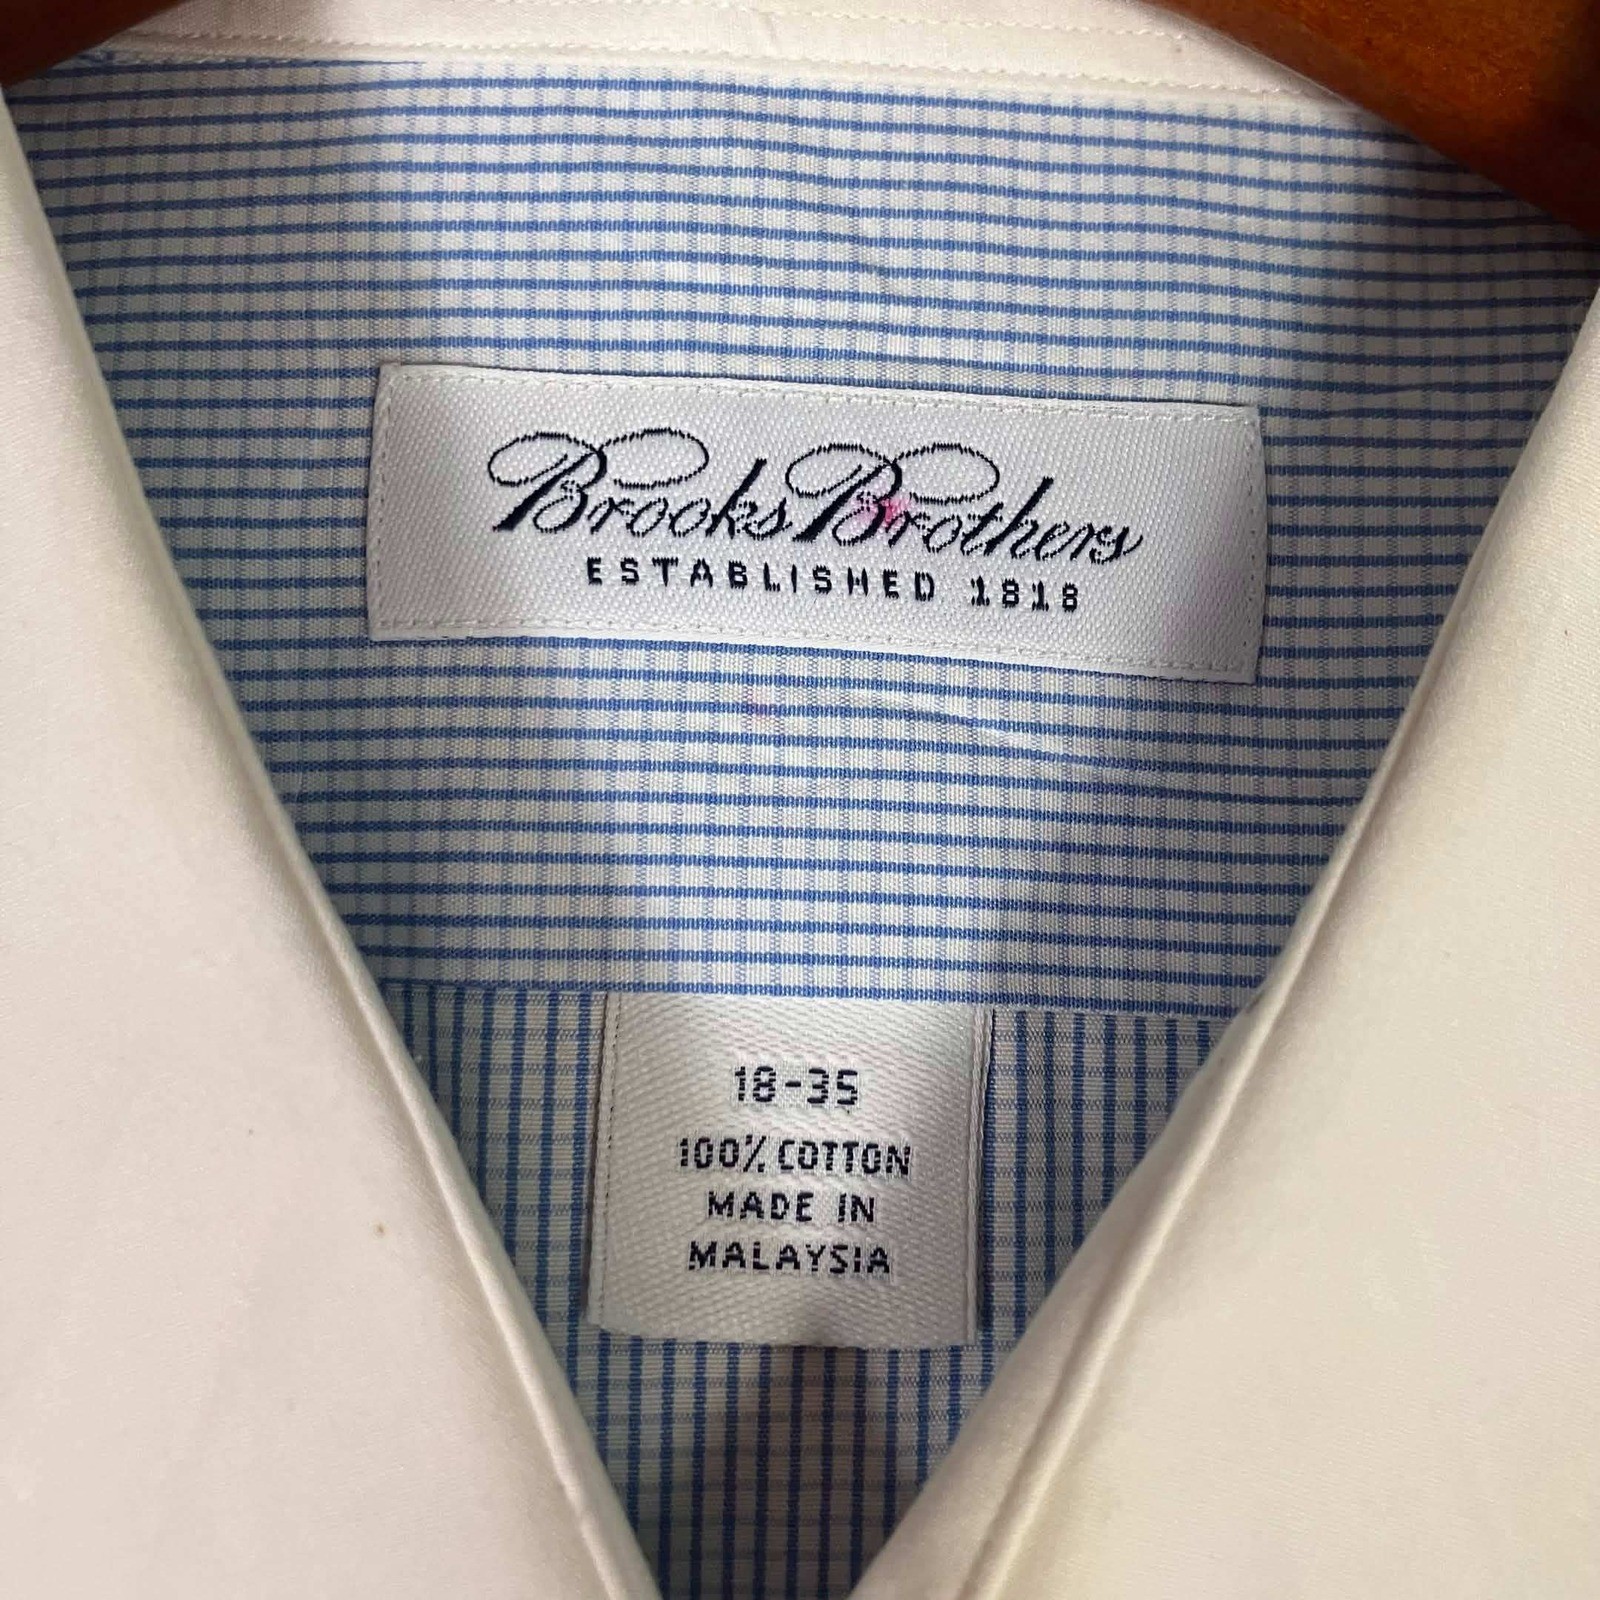 Brooks Brothers
ESTABLISHED 1818
18-35
100% COTTON
MADE IN
MALAYSIA